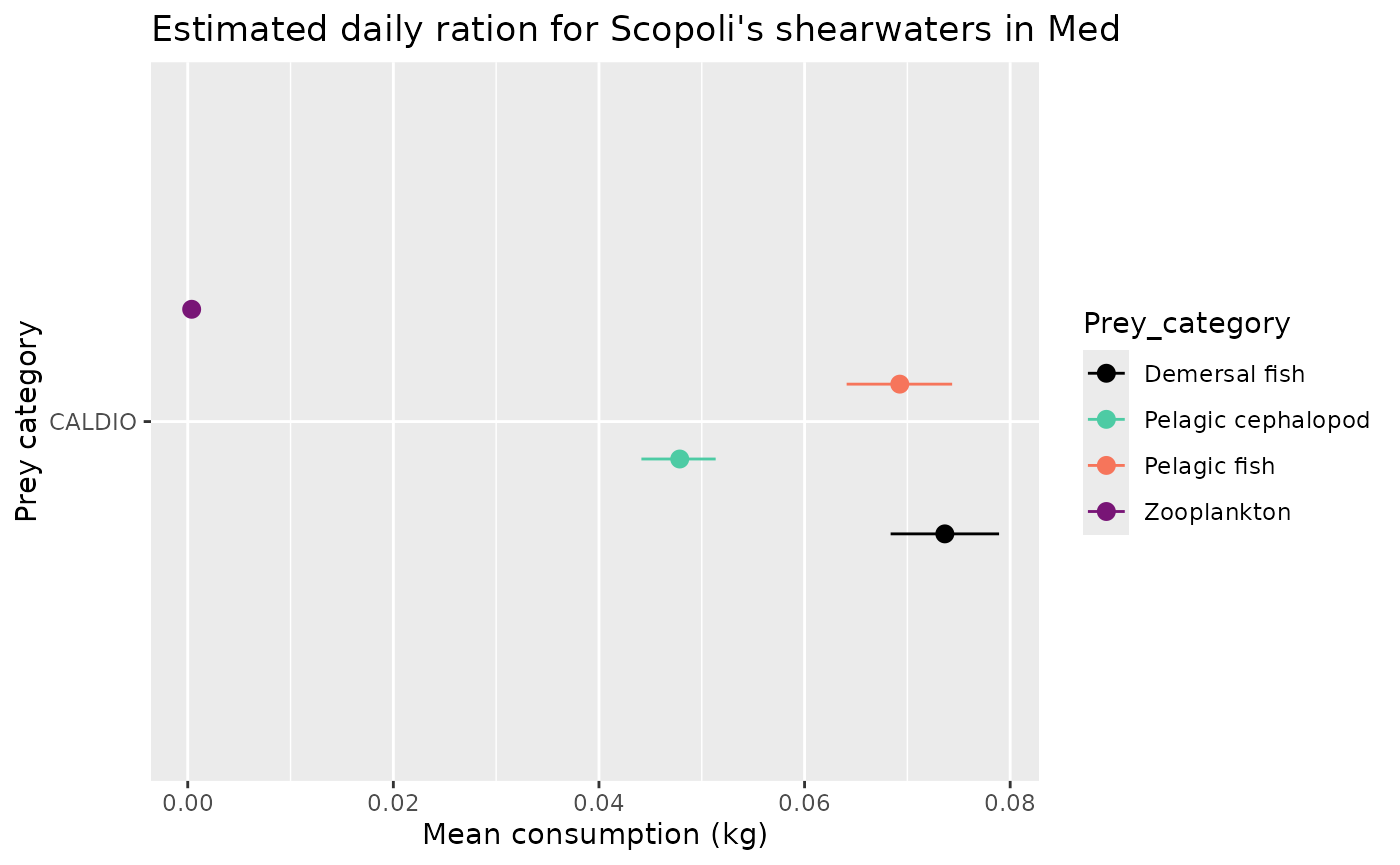 Estimated daily ration for Scopoli's shearwaters in Med
Prey category
CALDIO
0.00 0.02 0.04 0.06 0.08
Mean consumption (kg)
Prey_category
Demersal fish
Pelagic cephalopod
Pelagic fish
Zooplankton